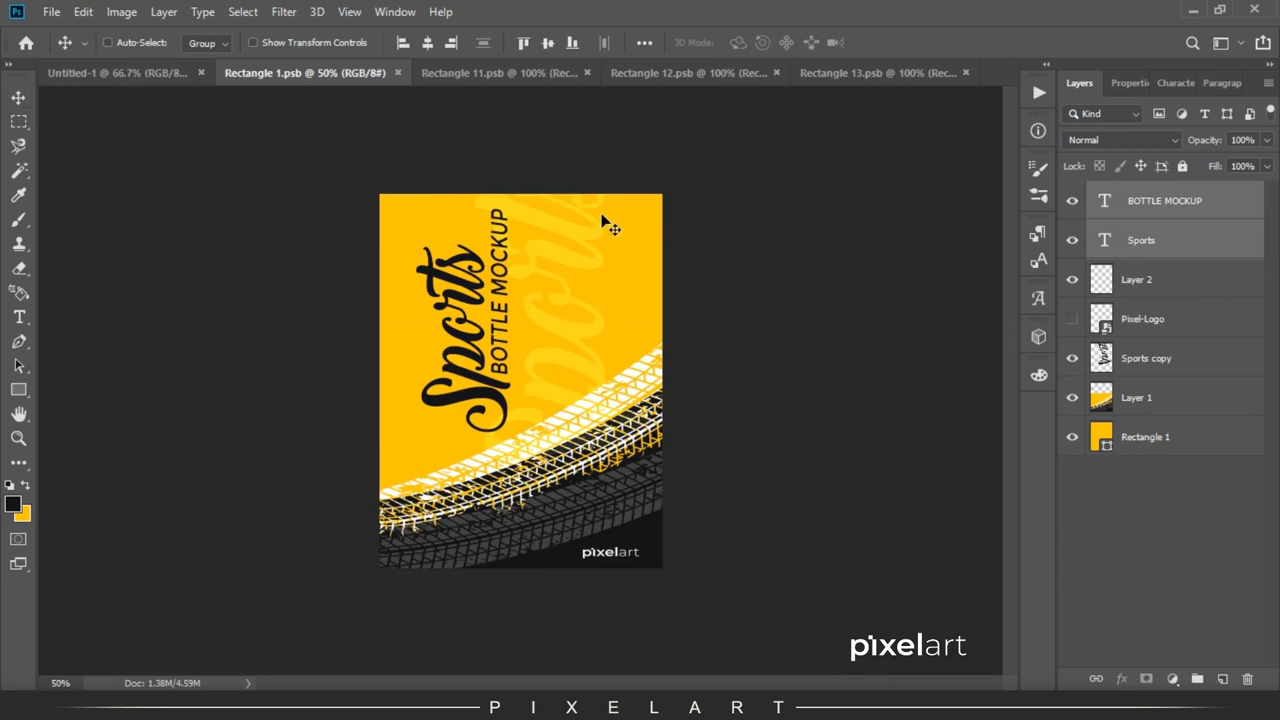 Ps File Edit Image Layer Type Select Filter 3D View Window Help
Auto-Select: Group Show Transform Controls 3D Mode:
Untitled-1 @ 66.7% (RGB/8... × Rectangle 1.psb @ 50% (RGB/8#) × Rectangle 11.psb @ 100% (Rec... × Rectangle 12.psb @ 100% (Rec... × Rectangle 13.psb @ 100% (Rec... ×
Layers Properti Characte Paragrap
Kind
Normal Opacity: 100%
Lock: Fill: 100%
BOTTLE MOCKUP
Sports
Layer 2
Pixel-Logo
Sports copy
Layer 1
Rectangle 1
Sports
BOTTLE MOCKUP
Sports
pixelart
pixelart
50% Doc: 1.38M/4.59M
PIXELART